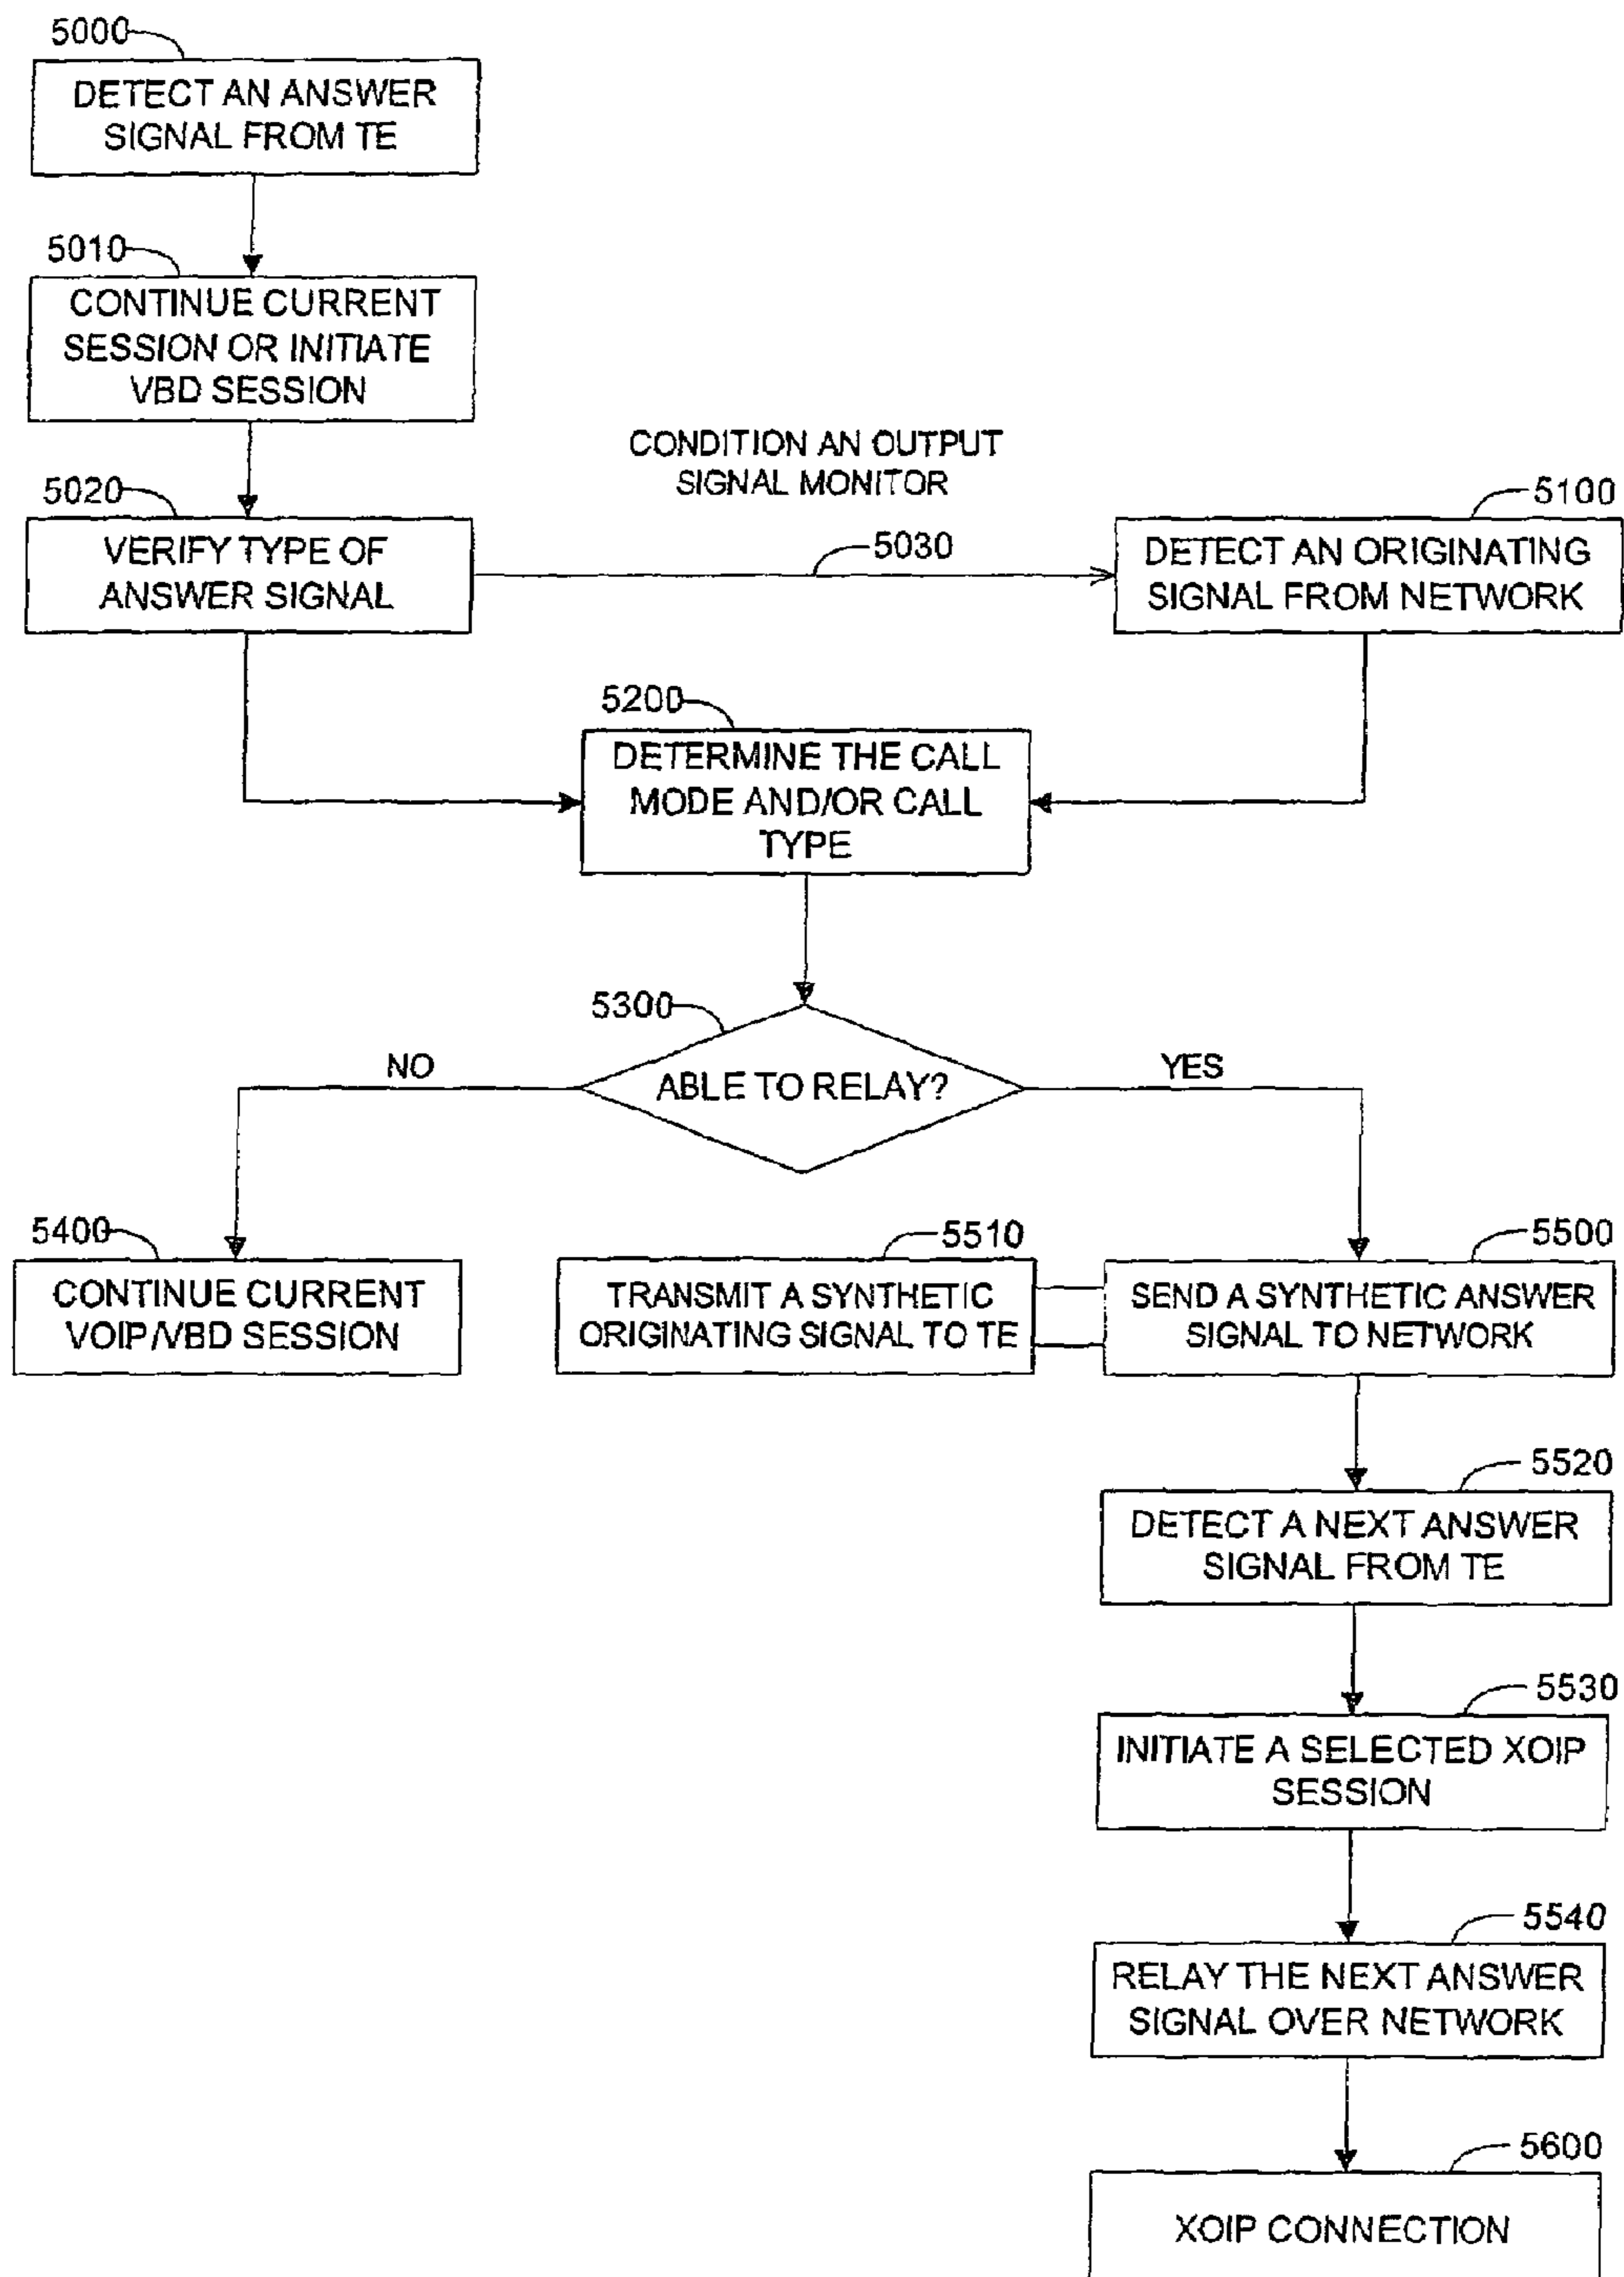 5000
DETECT AN ANSWER
SIGNAL FROM TE
5010
CONTINUE CURRENT
SESSION OR INITIATE
VBD SESSION
CONDITION AN OUTPUT
SIGNAL MONITOR
5020
VERIFY TYPE OF
ANSWER SIGNAL
5030
5100
DETECT AN ORIGINATING
SIGNAL FROM NETWORK
5200
DETERMINE THE CALL
MODE AND/OR CALL
TYPE
5300
ABLE TO RELAY?
NO
YES
5400
CONTINUE CURRENT
VOIP/VBD SESSION
5510
TRANSMIT A SYNTHETIC
ORIGINATING SIGNAL TO TE
5500
SEND A SYNTHETIC ANSWER
SIGNAL TO NETWORK
5520
DETECT A NEXT ANSWER
SIGNAL FROM TE
5530
INITIATE A SELECTED XOIP
SESSION
5540
RELAY THE NEXT ANSWER
SIGNAL OVER NETWORK
5600
XOIP CONNECTION